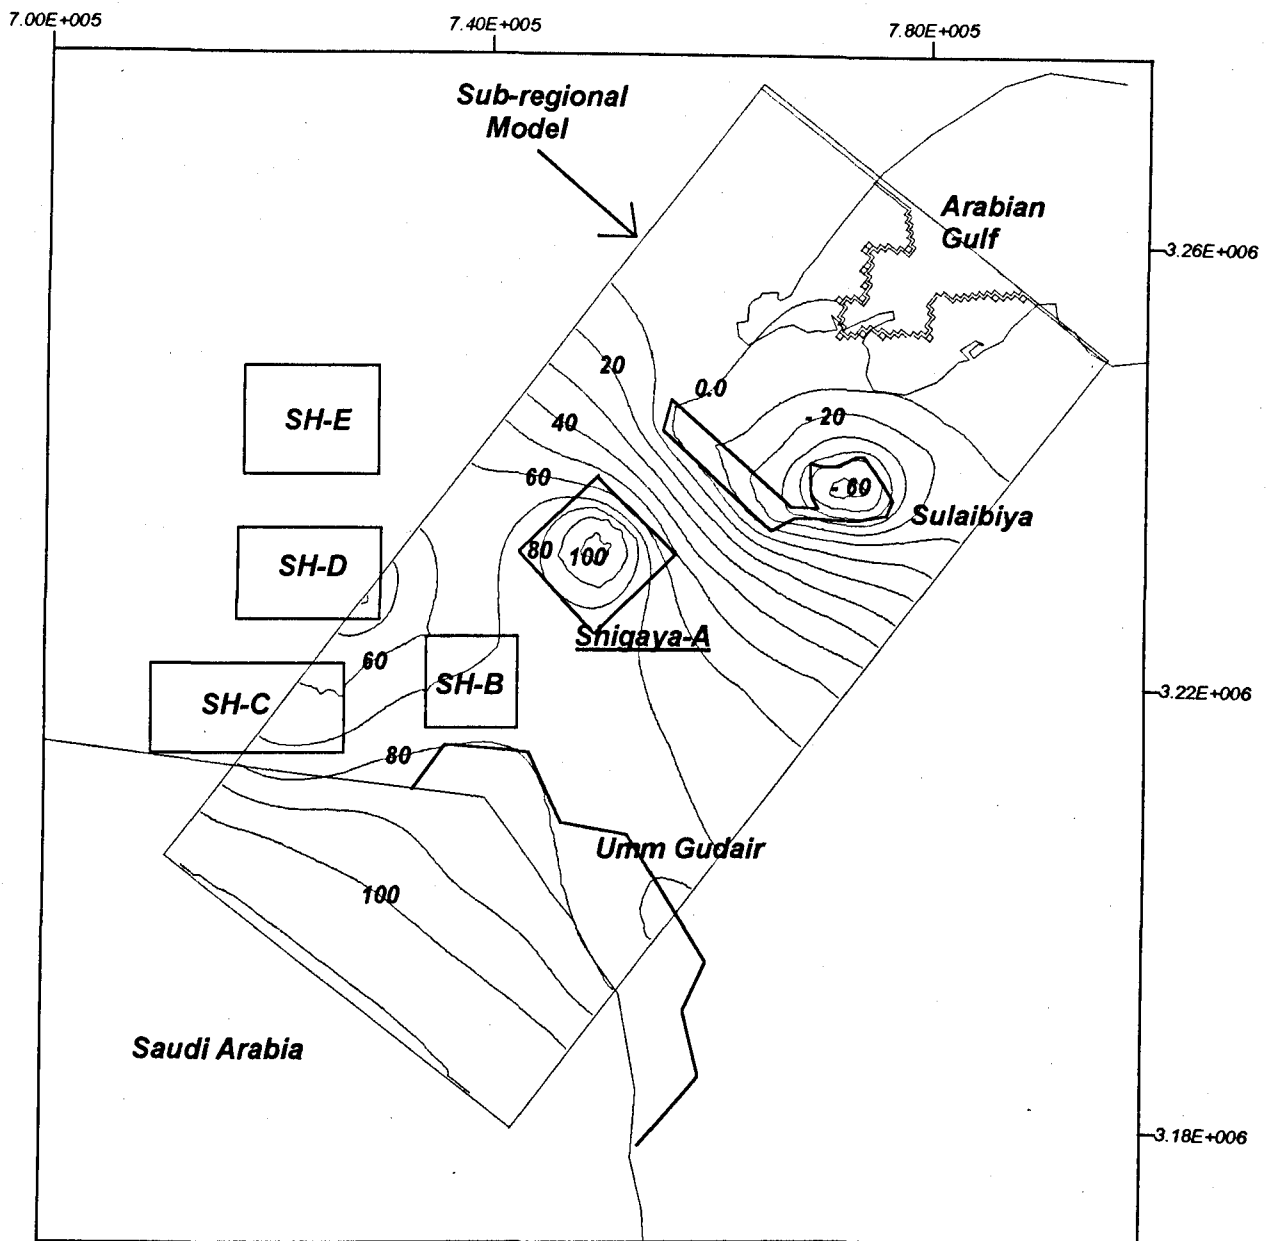 7.00E+005
7.40E+005
7.80E+005
Sub-regional
Model
Arabian
Gulf
3.26E+006
20
0.0
- 20
40
SH-E
60
- 60
Sulaibiya
80
100
SH-D
Shigaya-A
60
SH-B
SH-C
3.22E+006
80
Umm Gudair
100
Saudi Arabia
3.18E+006